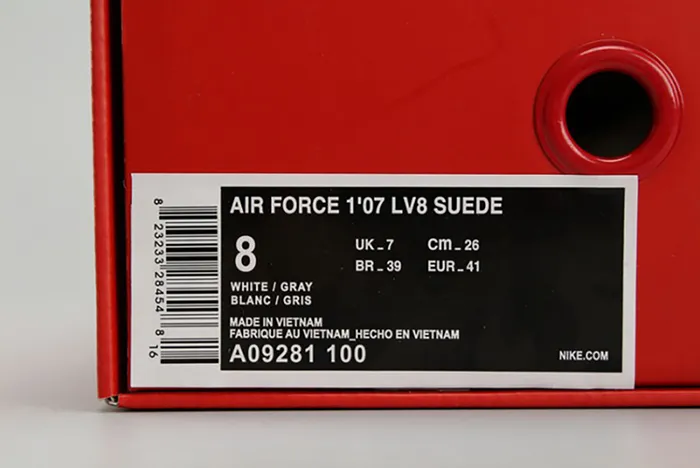 AIR FORCE 1'07 LV8 SUEDE
8
UK - 7 Cm - 26
BR - 39 EUR - 41
WHITE / GRAY
BLANC / GRIS
MADE IN VIETNAM
FABRIQUE AU VIETNAM_HECHO EN VIETNAM
A09281 100
NIKE.COM
8 23233 28454 8 16